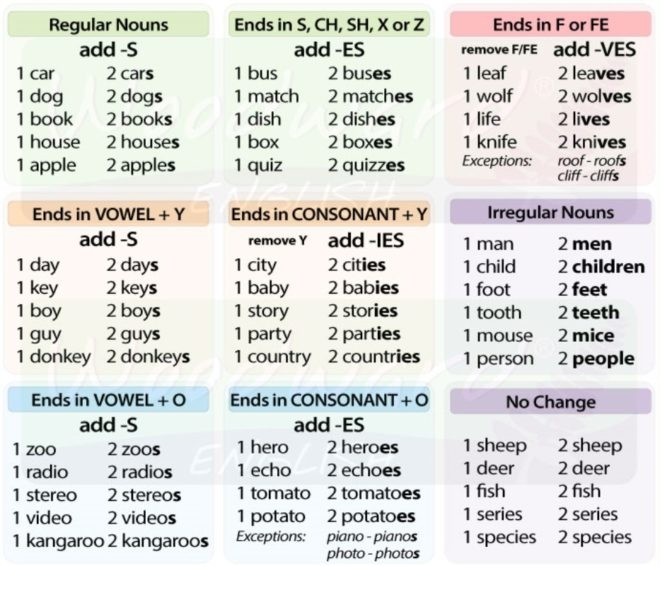 Regular Nouns
add -S
1 car 2 cars
1 dog 2 dogs
1 book 2 books
1 house 2 houses
1 apple 2 apples
Ends in S, CH, SH, X or Z
add -ES
1 bus 2 buses
1 match 2 matches
1 dish 2 dishes
1 box 2 boxes
1 quiz 2 quizzes
Ends in F or FE
remove F/FE add -VES
1 leaf 2 leaves
1 wolf 2 wolves
1 life 2 lives
1 knife 2 knives
Exceptions: roof - roofs
cliff - cliffs
Ends in VOWEL + Y
add -S
1 day 2 days
1 key 2 keys
1 boy 2 boys
1 guy 2 guys
1 donkey 2 donkeys
Ends in CONSONANT + Y
remove Y add -IES
1 city 2 cities
1 baby 2 babies
1 story 2 stories
1 party 2 parties
1 country 2 countries
Irregular Nouns
1 man 2 men
1 child 2 children
1 foot 2 feet
1 tooth 2 teeth
1 mouse 2 mice
1 person 2 people
Ends in VOWEL + O
add -S
1 zoo 2 zoos
1 radio 2 radios
1 stereo 2 stereos
1 video 2 videos
1 kangaroo 2 kangaroos
Ends in CONSONANT + O
add -ES
1 hero 2 heroes
1 echo 2 echoes
1 tomato 2 tomatoes
1 potato 2 potatoes
Exceptions: piano - pianos
photo - photos
No Change
1 sheep 2 sheep
1 deer 2 deer
1 fish 2 fish
1 series 2 series
1 species 2 species
Woodward ®
ENGLISH
Woodward ®
ENGLISH